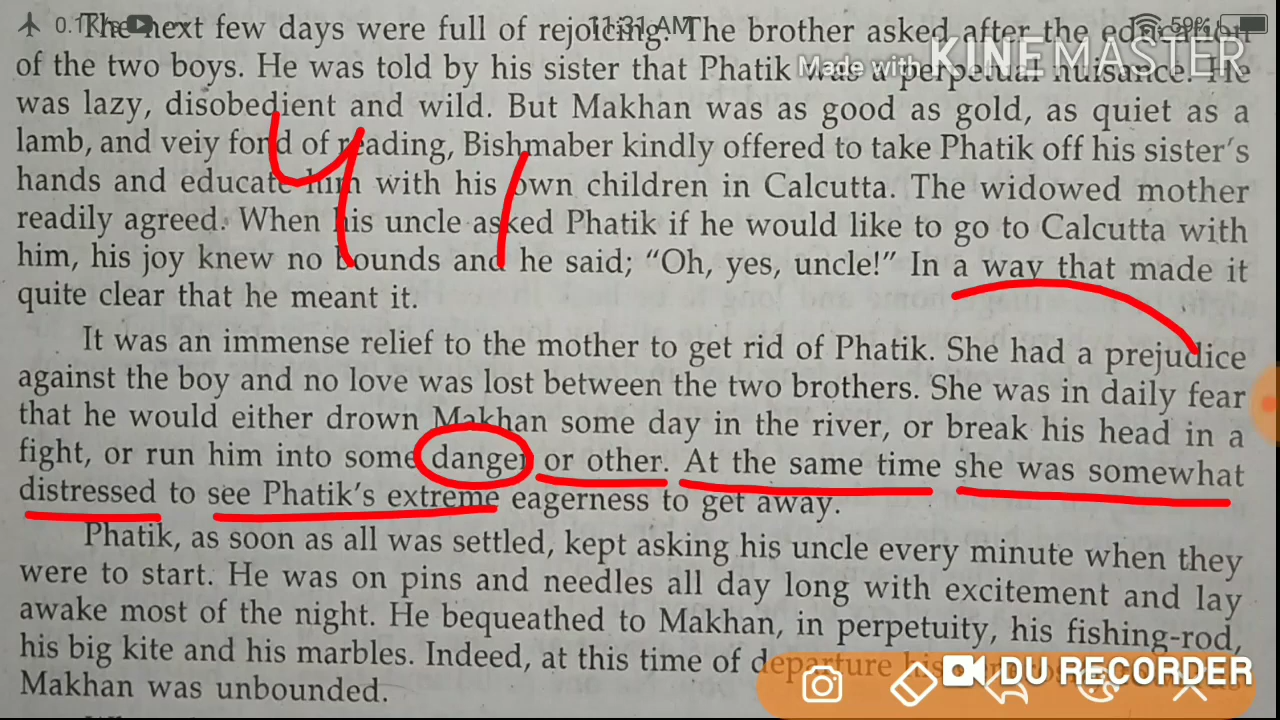 0.1K 11:31 AM 59%
The next few days were full of rejoicing. The brother asked after the education
Made with KINEMASTER
of the two boys. He was told by his sister that Phatik was a perpetual nuisance. He
was lazy, disobedient and wild. But Makhan was as good as gold, as quiet as a
lamb, and veiy fond of reading, Bishmaber kindly offered to take Phatik off his sister's
hands and educate him with his own children in Calcutta. The widowed mother
readily agreed. When his uncle asked Phatik if he would like to go to Calcutta with
him, his joy knew no bounds and he said; “Oh, yes, uncle!” In a way that made it
quite clear that he meant it.
It was an immense relief to the mother to get rid of Phatik. She had a prejudice
against the boy and no love was lost between the two brothers. She was in daily fear
that he would either drown Makhan some day in the river, or break his head in a
fight, or run him into some danger or other. At the same time she was somewhat
distressed to see Phatik's extreme eagerness to get away.
Phatik, as soon as all was settled, kept asking his uncle every minute when they
were to start. He was on pins and needles all day long with excitement and lay
awake most of the night. He bequeathed to Makhan, in perpetuity, his fishing-rod,
his big kite and his marbles. Indeed, at this time of departure his
DU RECORDER
Makhan was unbounded.